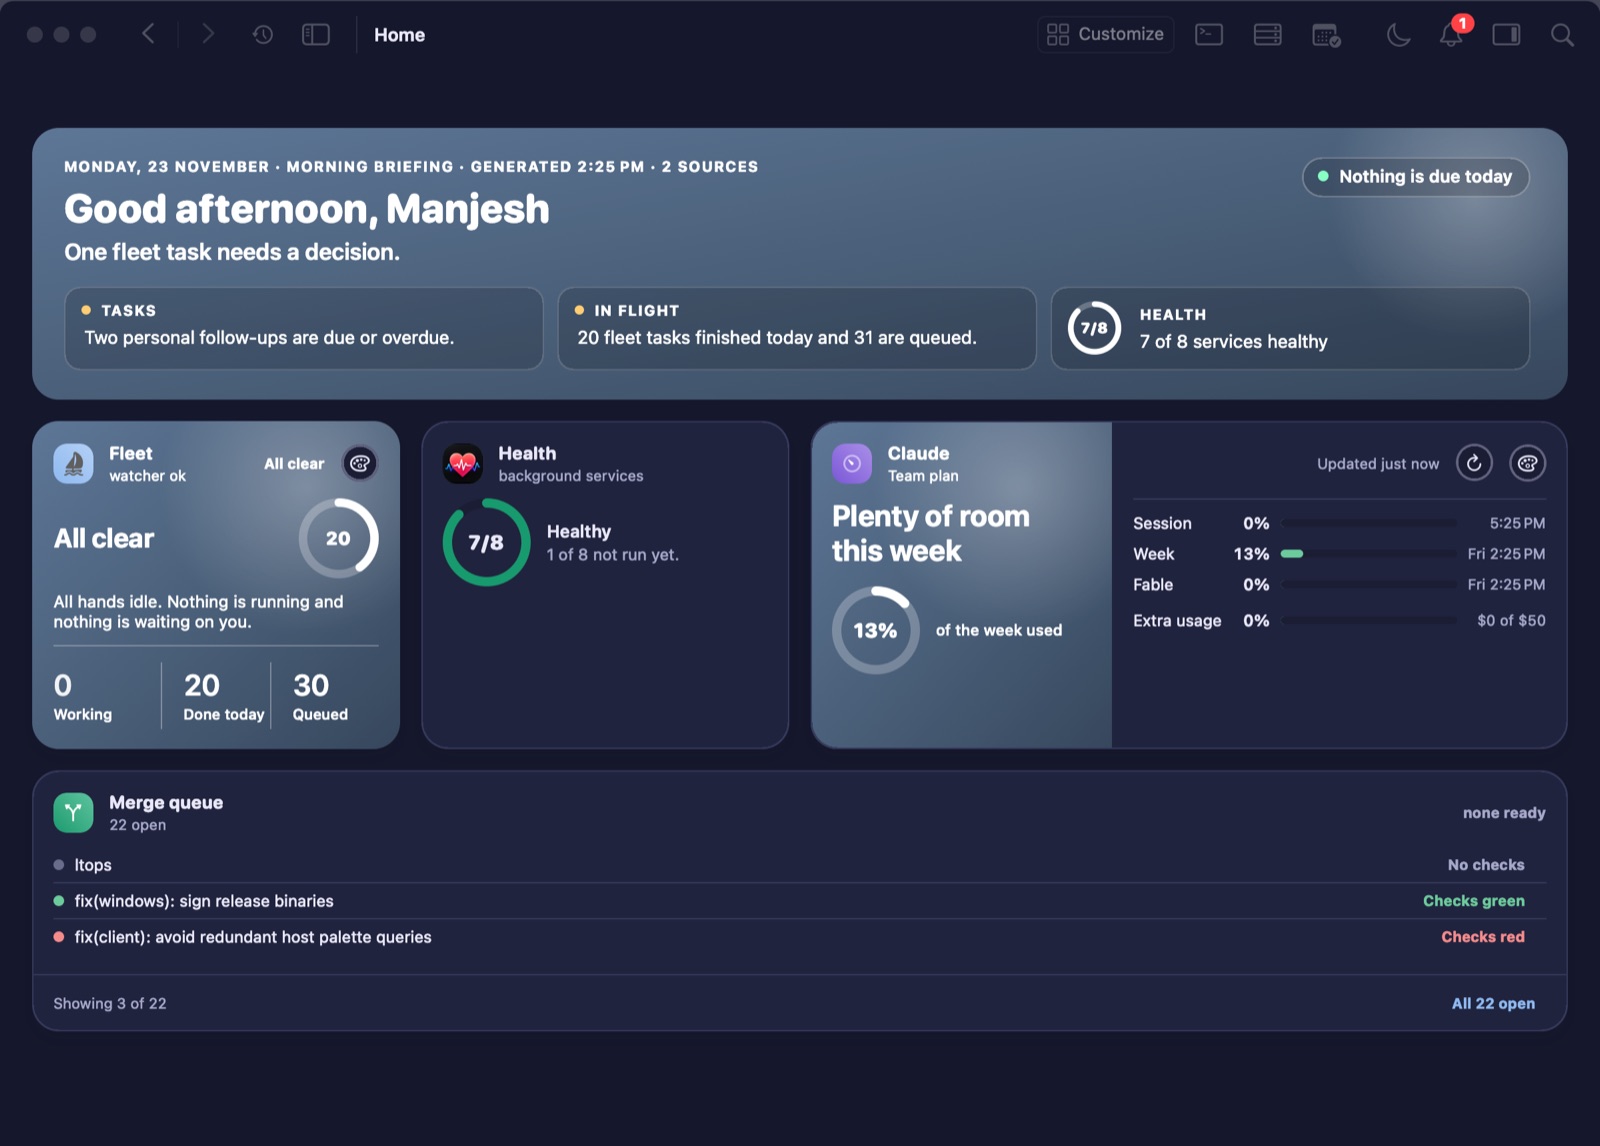 Home
Customize
1
MONDAY, 23 NOVEMBER · MORNING BRIEFING · GENERATED 2:25 PM · 2 SOURCES
Nothing is due today
Good afternoon, Manjesh
One fleet task needs a decision.
TASKS
Two personal follow-ups are due or overdue.
IN FLIGHT
20 fleet tasks finished today and 31 are queued.
7/8
HEALTH
7 of 8 services healthy
Fleet
watcher ok
All clear
All clear
20
All hands idle. Nothing is running and
nothing is waiting on you.
0
Working
20
Done today
30
Queued
Health
background services
7/8
Healthy
1 of 8 not run yet.
Claude
Team plan
Plenty of room
this week
13%
of the week used
Updated just now
Session 0% 5:25 PM
Week 13% Fri 2:25 PM
Fable 0% Fri 2:25 PM
Extra usage 0% $0 of $50
Merge queue
22 open
none ready
ltops No checks
fix(windows): sign release binaries Checks green
fix(client): avoid redundant host palette queries Checks red
Showing 3 of 22 All 22 open